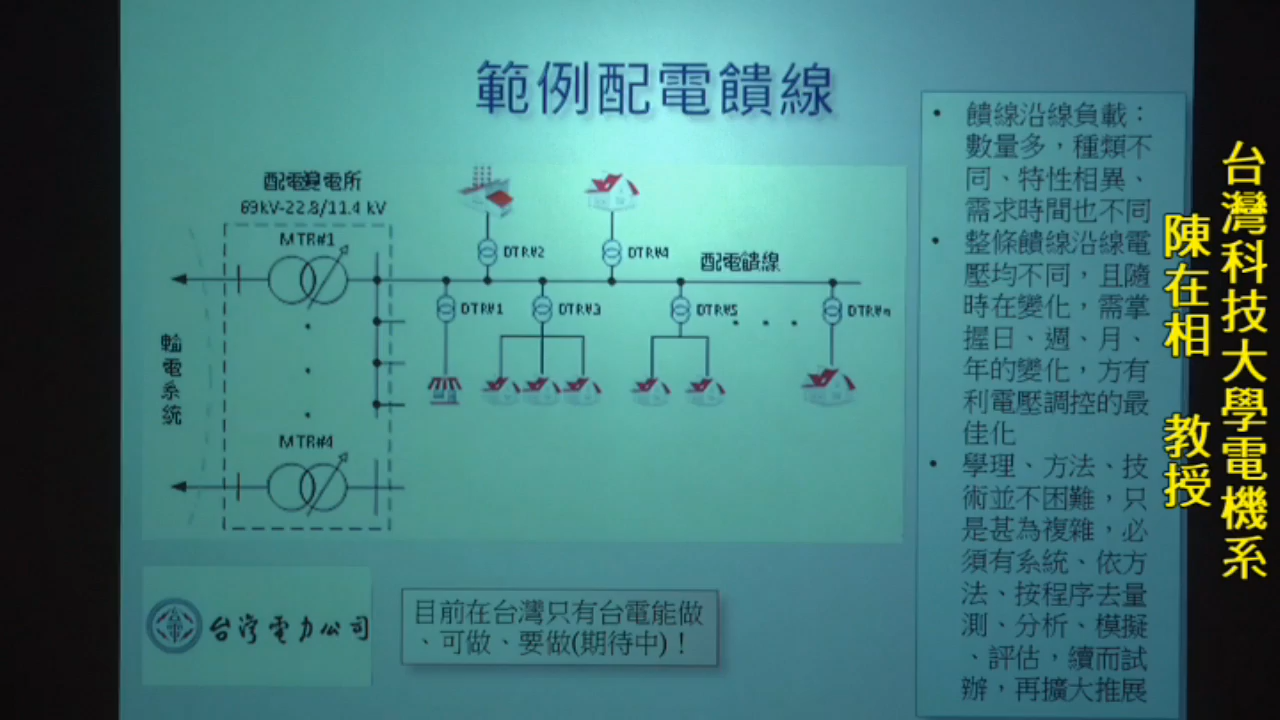 範例配電饋線
配電變電所
69kV-22.8/11.4 kV
MTR#1
MTR#4
輸電系統
DTR#2
DTR#4
配電饋線
DTR#1
DTR#3
DTR#5
DTR#n
台灣電力公司
目前在台灣只有台電能做
、可做、要做(期待中)！
• 饋線沿線負載：
數量多，種類不
同、特性相異、
需求時間也不同
• 整條饋線沿線電
壓均不同，且隨
時在變化，需掌
握日、週、月、
年的變化，方有
利電壓調控的最
佳化
• 學理、方法、技
術並不困難，只
是甚為複雜，必
須有系統、依方
法、按程序去量
測、分析、模擬
、評估，續而試
辦，再擴大推展
台灣科技大學電機系
陳在相 教授